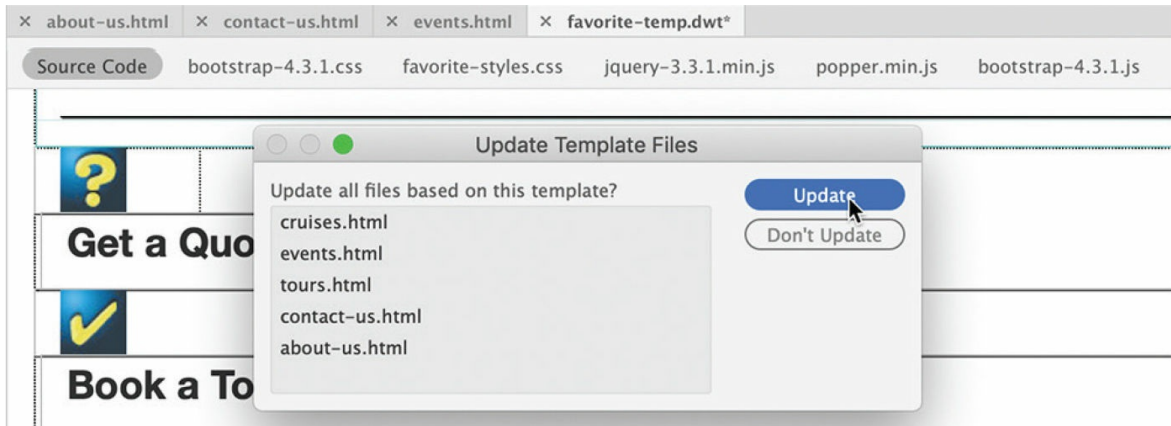 × about-us.html × contact-us.html × events.html × favorite-temp.dwt*
Source Code bootstrap-4.3.1.css favorite-styles.css jquery-3.3.1.min.js popper.min.js bootstrap-4.3.1.js
Update Template Files
Update all files based on this template?
cruises.html
events.html
tours.html
contact-us.html
about-us.html
Update
Don't Update
?
Get a Quo
Book a To